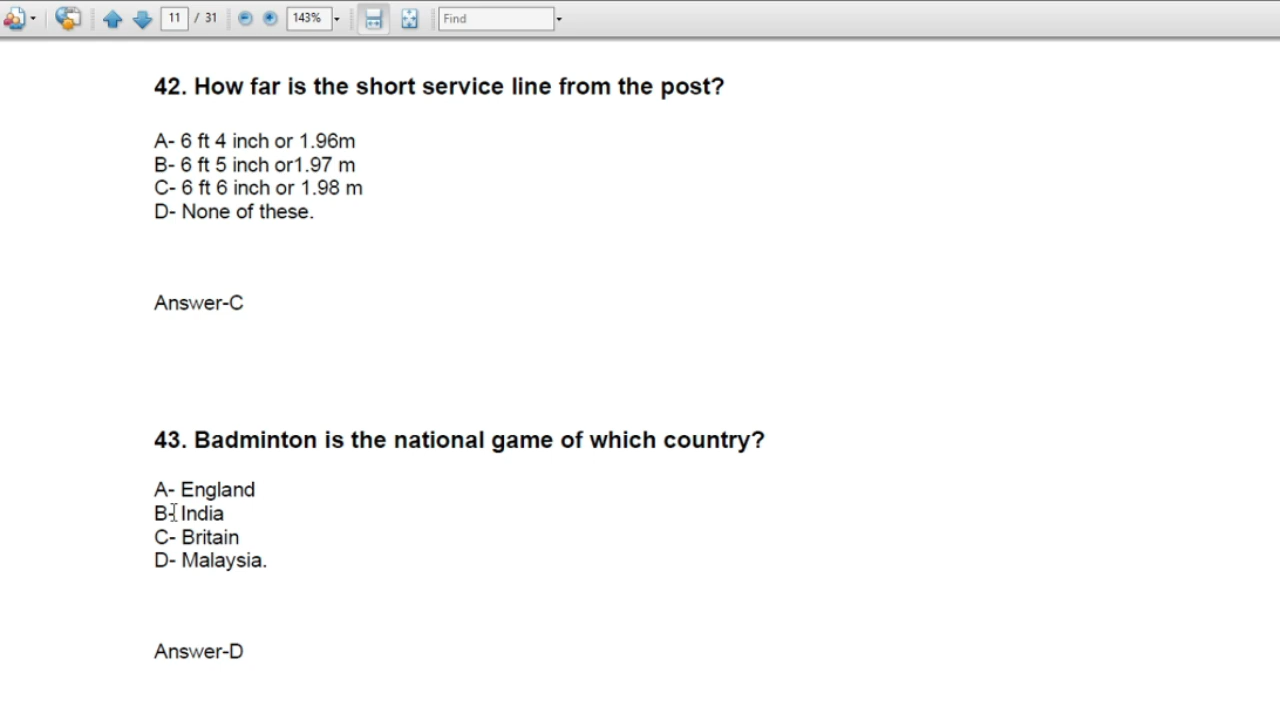 11 / 31 143% Find
42. How far is the short service line from the post?
A- 6 ft 4 inch or 1.96m
B- 6 ft 5 inch or1.97 m
C- 6 ft 6 inch or 1.98 m
D- None of these.
Answer-C
43. Badminton is the national game of which country?
A- England
B- India
C- Britain
D- Malaysia.
Answer-D